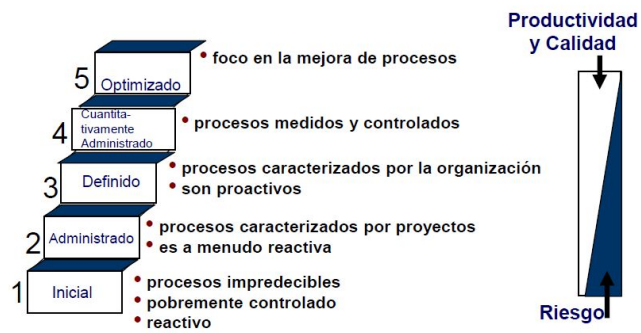 Productividad
y Calidad
5
Optimizado
• foco en la mejora de procesos
4
Cuantita-
tivamente
Administrado
• procesos medidos y controlados
3
Definido
• procesos caracterizados por la organización
• son proactivos
2
Administrado
• procesos caracterizados por proyectos
• es a menudo reactiva
1
Inicial
• procesos impredecibles
• pobremente controlado
• reactivo
Riesgo